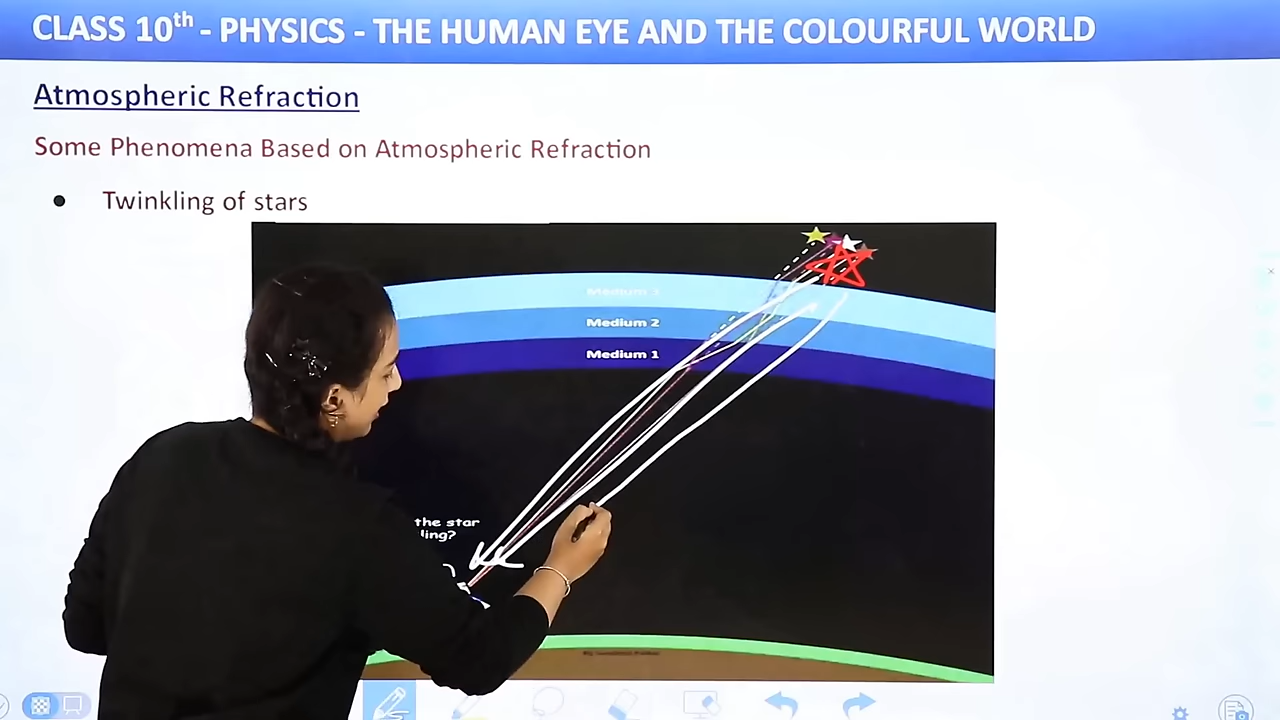 CLASS 10th - PHYSICS - THE HUMAN EYE AND THE COLOURFUL WORLD
Atmospheric Refraction
Some Phenomena Based on Atmospheric Refraction
● Twinkling of stars
Medium 3
Medium 2
Medium 1
the star
ling?